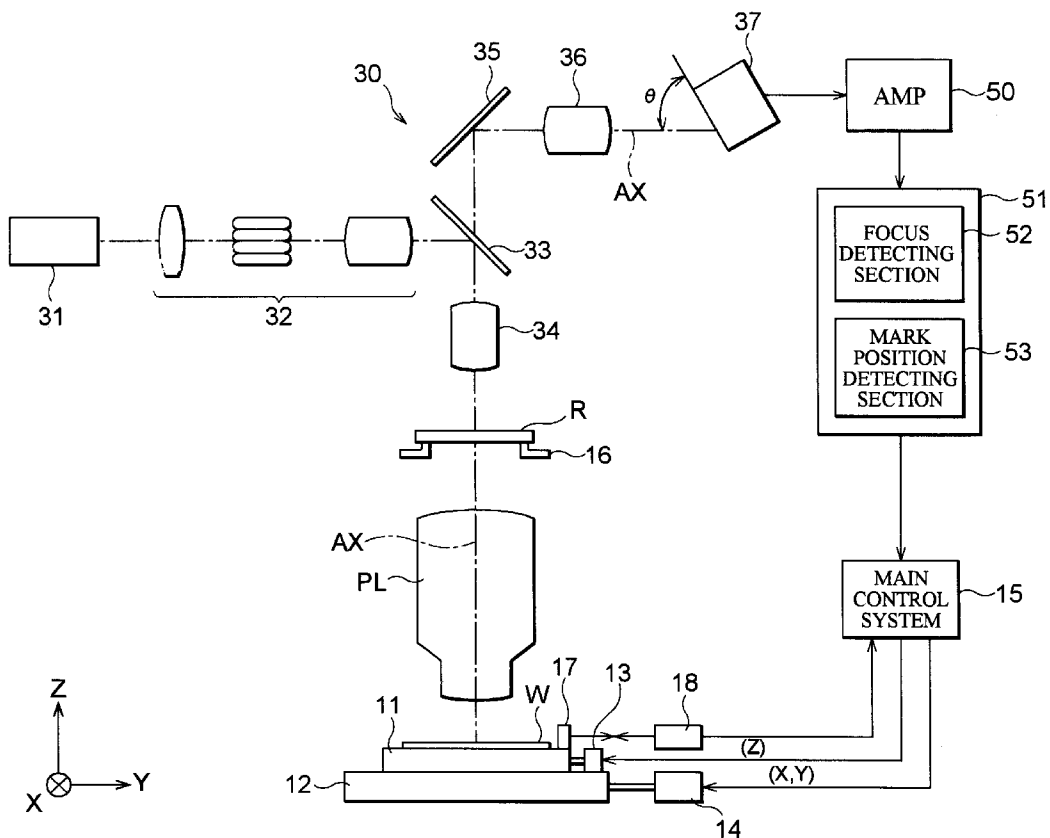 37
35
36
30
θ
AMP
50
AX
51
FOCUS
DETECTING
SECTION
52
33
31
32
34
MARK
POSITION
DETECTING
SECTION
53
R
16
AX
PL
MAIN
CONTROL
SYSTEM
15
Z
17
13
18
W
11
(Z)
X
Y
12
(X,Y)
14